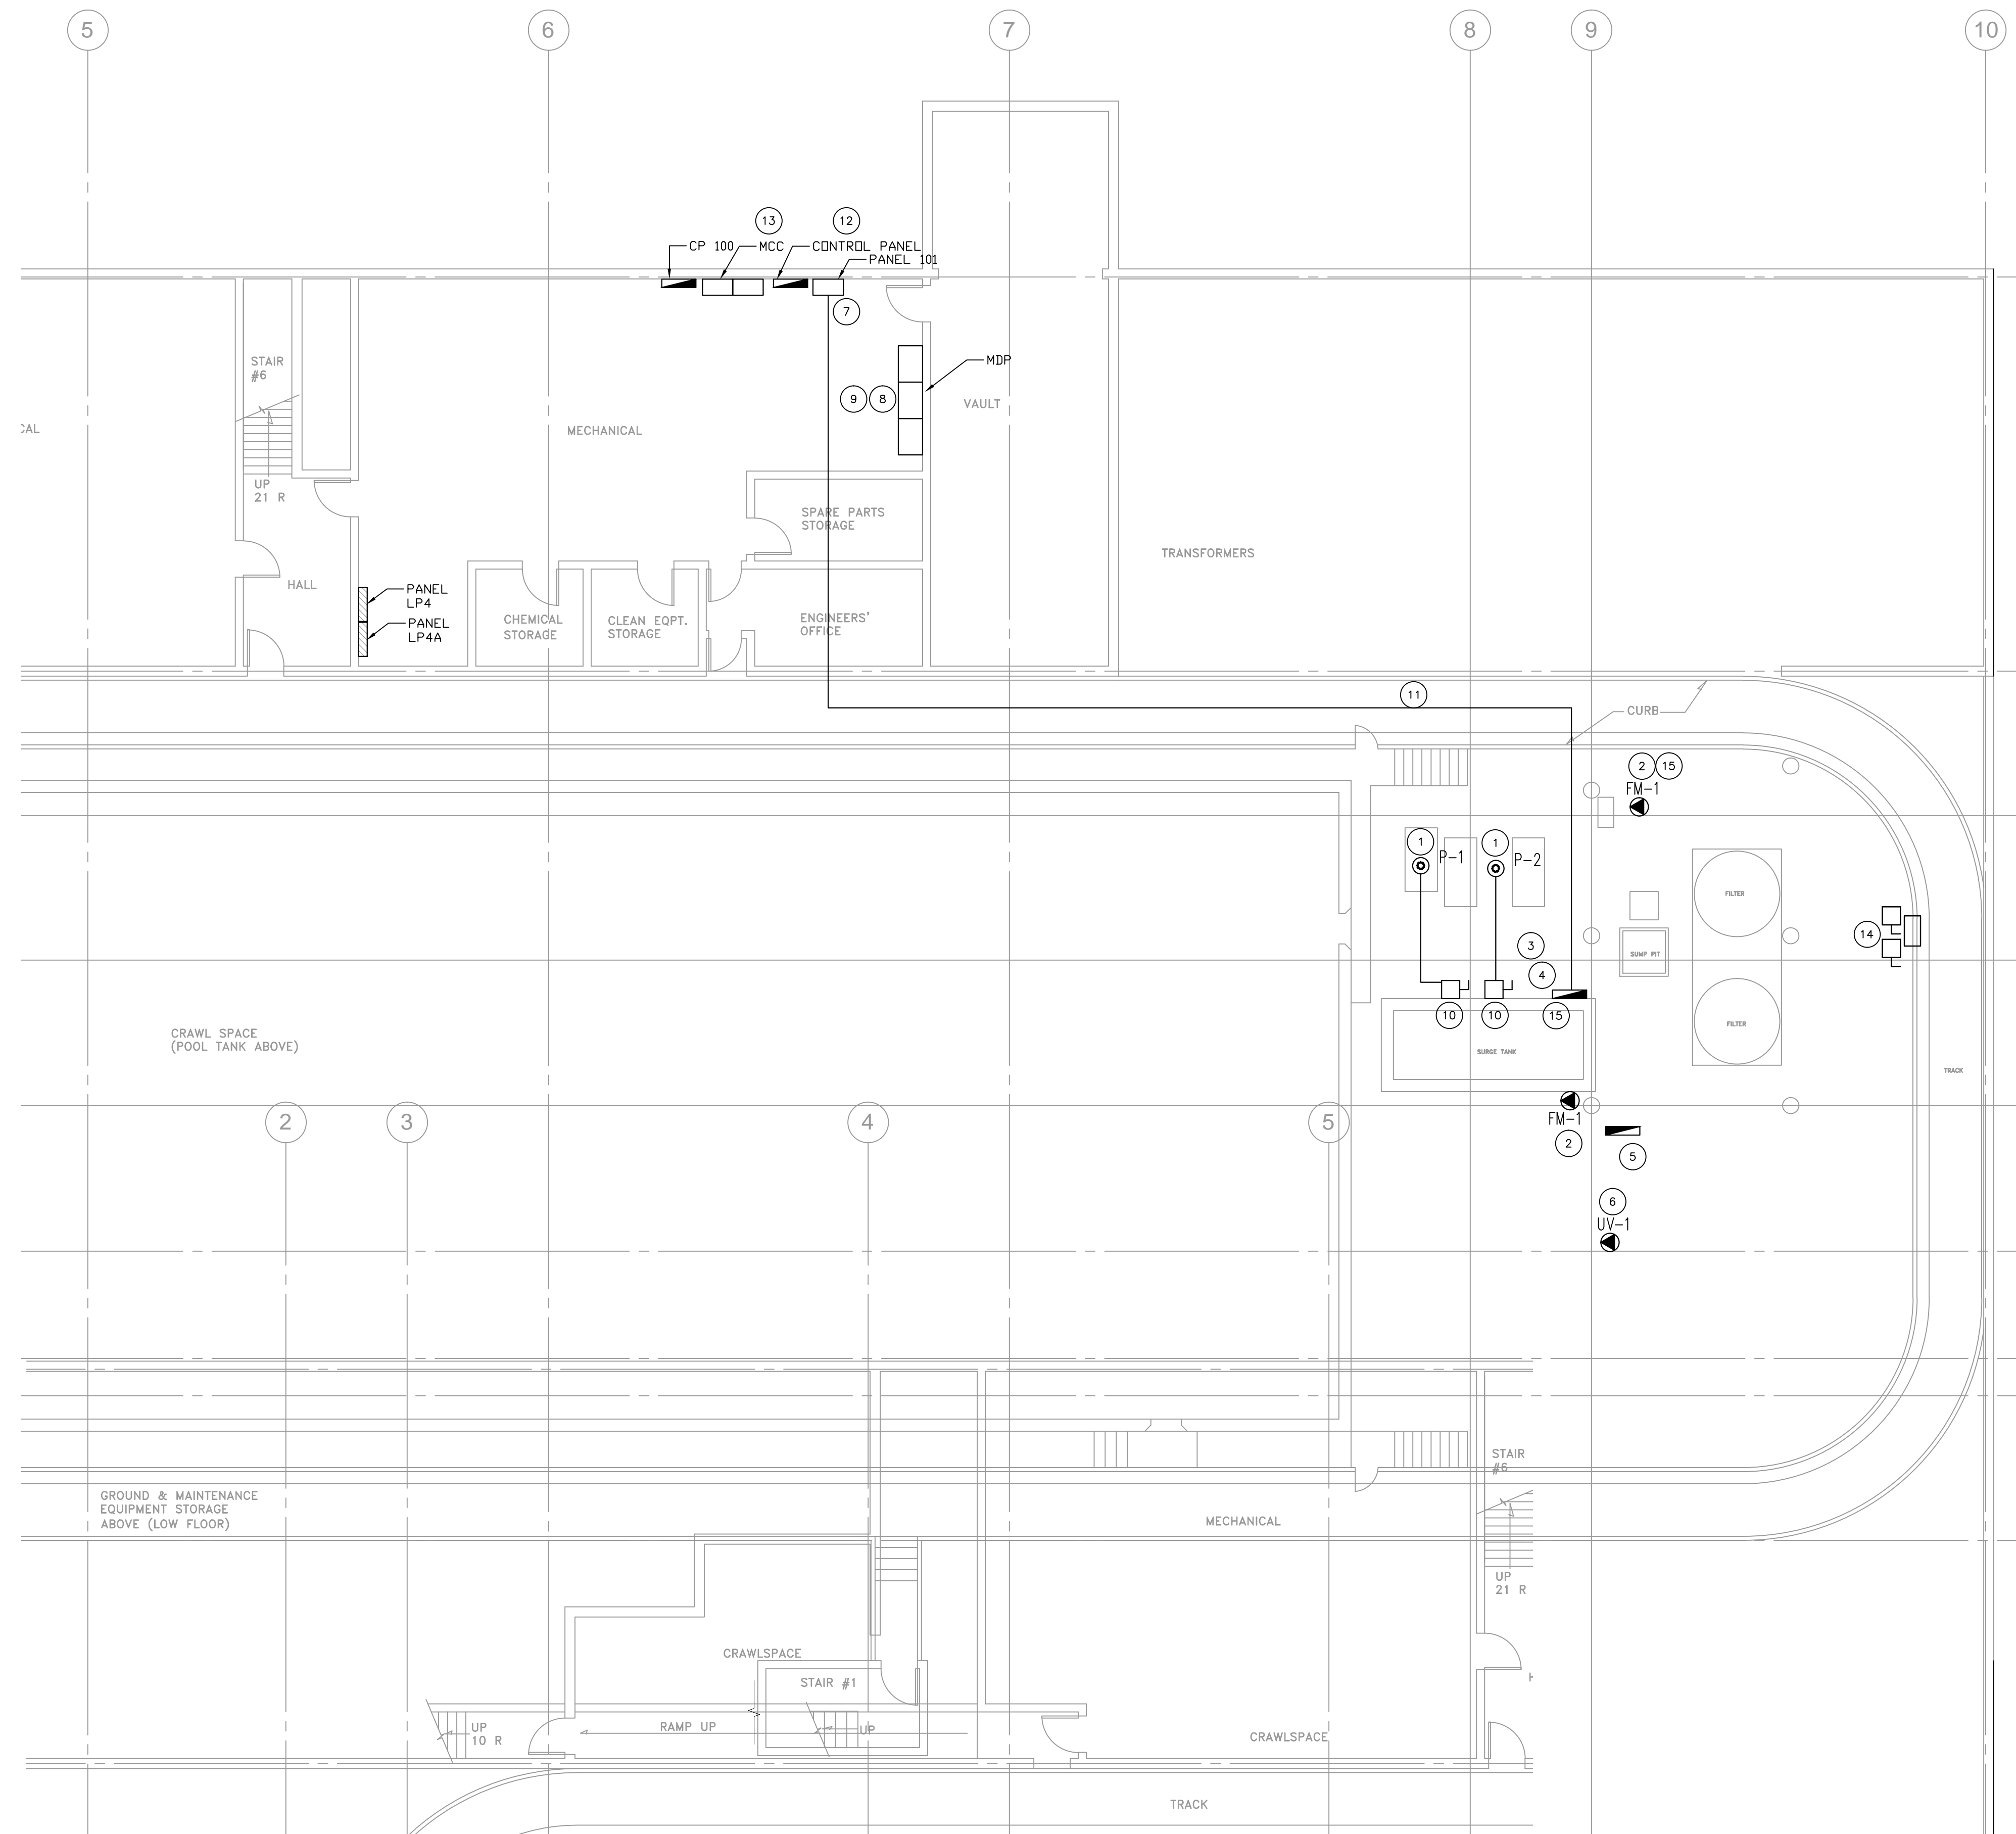 5
6
7
8
9
10
13
12
CP 100
MCC
CONTROL PANEL
PANEL 101
7
STAIR
#6
MDP
9
8
VAULT
CAL
MECHANICAL
UP
21 R
SPARE PARTS
STORAGE
TRANSFORMERS
HALL
PANEL
LP4
PANEL
LP4A
CHEMICAL
STORAGE
CLEAN EQPT.
STORAGE
ENGINEERS'
OFFICE
11
CURB
2
15
FM-1
1
P-1
1
P-2
FILTER
14
3
SUMP PIT
4
10
10
15
FILTER
CRAWL SPACE
(POOL TANK ABOVE)
SURGE TANK
TRACK
2
3
4
5
FM-1
2
5
6
UV-1
STAIR
#6
GROUND & MAINTENANCE
EQUIPMENT STORAGE
ABOVE (LOW FLOOR)
MECHANICAL
UP
21 R
CRAWLSPACE
STAIR #1
H
UP
10 R
RAMP UP
UP
CRAWLSPACE
TRACK